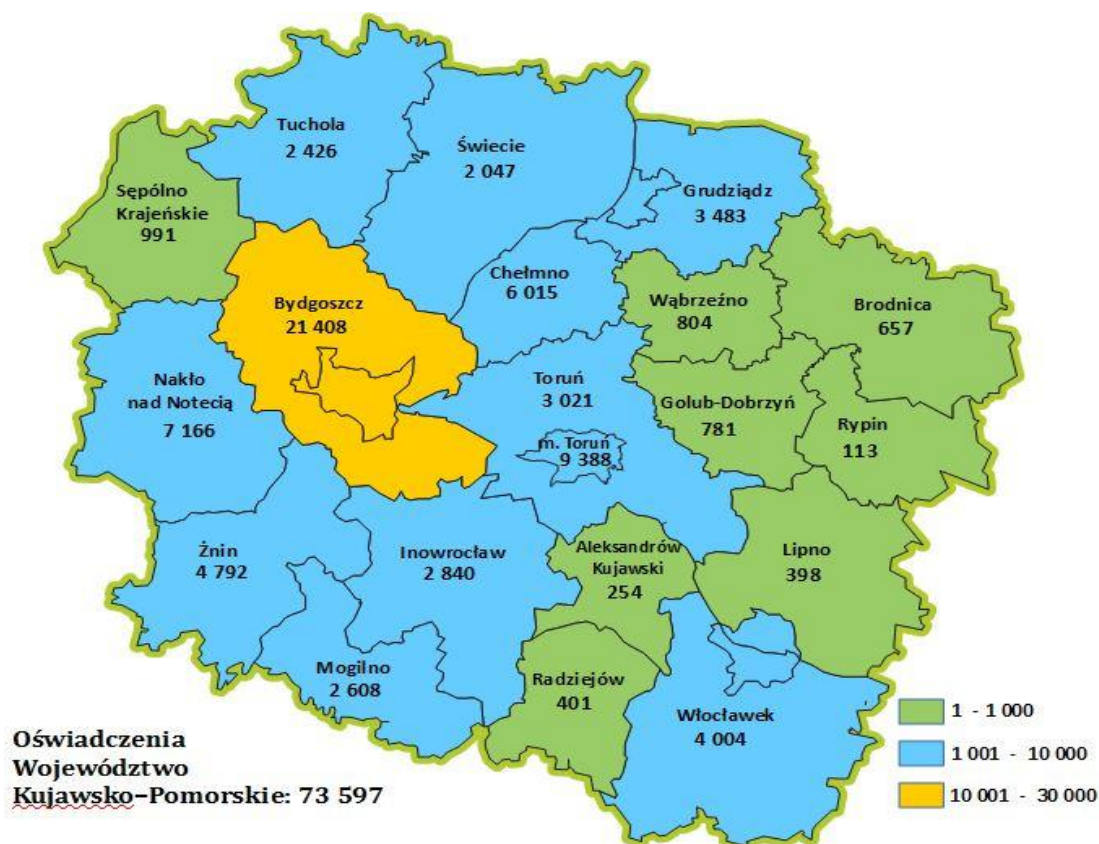 Tuchola
2 426
Świecie
2 047
Grudziądz
3 483
Sępólno
Krajeńskie
991
Chełmno
6 015
Wąbrzeźno
804
Brodnica
657
Bydgoszcz
21 408
Nakło
nad Notecią
7 166
Toruń
3 021
Golub-Dobrzyń
781
Rypin
113
m. Toruń
9 388
Żnin
4 792
Inowrocław
2 840
Aleksandrów
Kujawski
254
Lipno
398
Mogilno
2 608
Radziejów
401
Włocławek
4 004
1 - 1 000
1 001 - 10 000
10 001 - 30 000
Oświadczenia
Województwo
Kujawsko–Pomorskie: 73 597